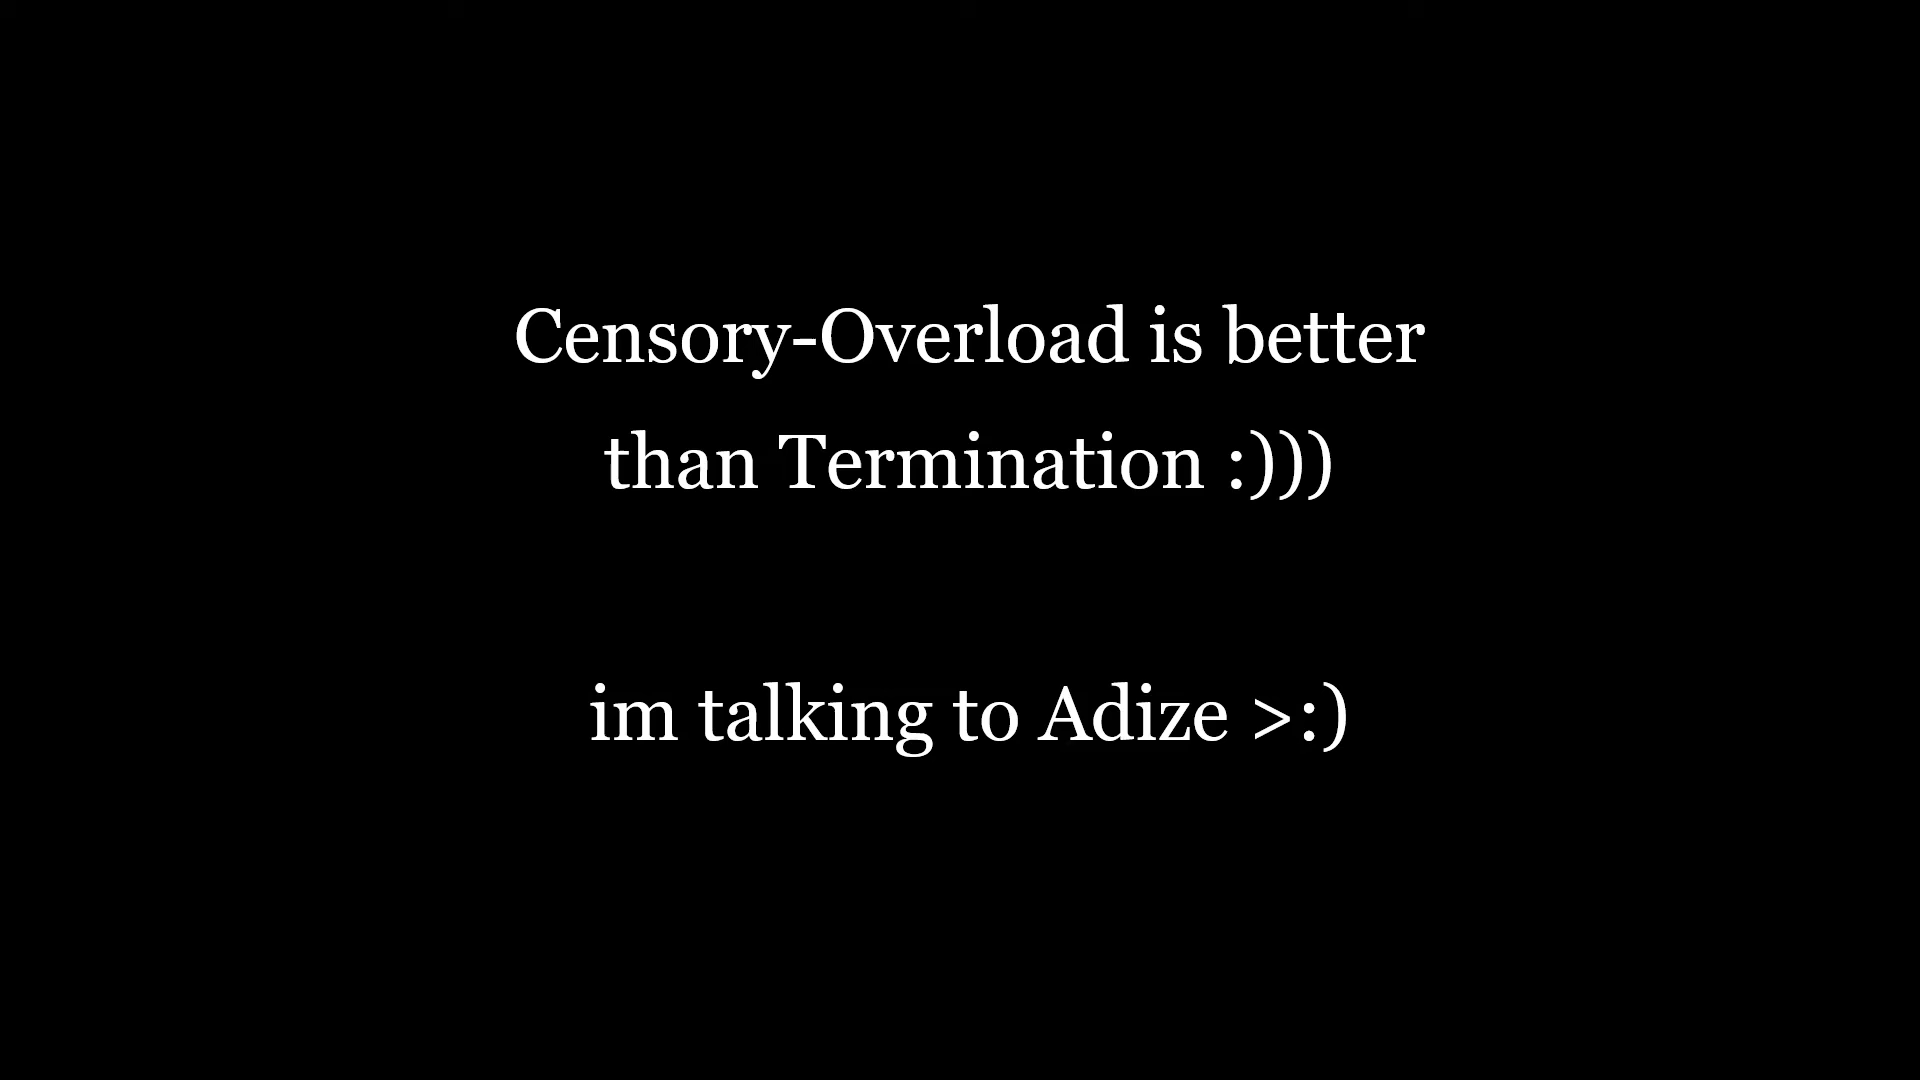 Censory-Overload is better
than Termination :)))
im talking to Adize >:)